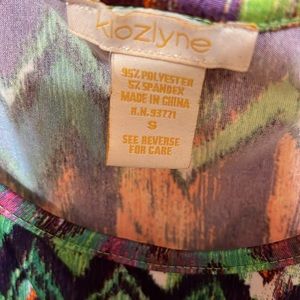 klozlyne
95% POLYESTER
5% SPANDEX
MADE IN CHINA
R.N. 93771
S
SEE REVERSE
FOR CARE